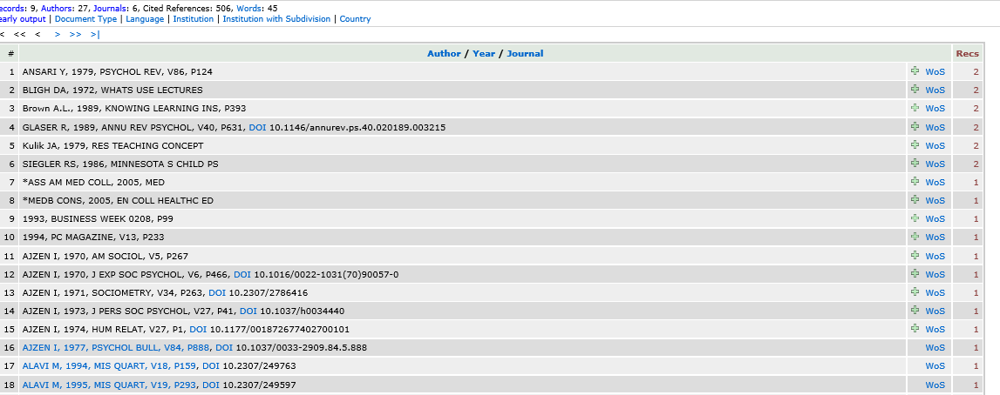 ecords: 9, Authors: 27, Journals: 6, Cited References: 506, Words: 45
early output | Document Type | Language | Institution | Institution with Subdivision | Country
< << < > >> >|
# Author / Year / Journal Recs
1 ANSARI Y, 1979, PSYCHOL REV, V86, P124 WoS 2
2 BLIGH DA, 1972, WHATS USE LECTURES WoS 2
3 Brown A.L., 1989, KNOWING LEARNING INS, P393 WoS 2
4 GLASER R, 1989, ANNU REV PSYCHOL, V40, P631, DOI 10.1146/annurev.ps.40.020189.003215 WoS 2
5 Kulik JA, 1979, RES TEACHING CONCEPT WoS 2
6 SIEGLER RS, 1986, MINNESOTA S CHILD PS WoS 2
7 *ASS AM MED COLL, 2005, MED WoS 1
8 *MEDB CONS, 2005, EN COLL HEALTHC ED WoS 1
9 1993, BUSINESS WEEK 0208, P99 WoS 1
10 1994, PC MAGAZINE, V13, P233 WoS 1
11 AJZEN I, 1970, AM SOCIOL, V5, P267 WoS 1
12 AJZEN I, 1970, J EXP SOC PSYCHOL, V6, P466, DOI 10.1016/0022-1031(70)90057-0 WoS 1
13 AJZEN I, 1971, SOCIOMETRY, V34, P263, DOI 10.2307/2786416 WoS 1
14 AJZEN I, 1973, J PERS SOC PSYCHOL, V27, P41, DOI 10.1037/h0034440 WoS 1
15 AJZEN I, 1974, HUM RELAT, V27, P1, DOI 10.1177/001872677402700101 WoS 1
16 AJZEN I, 1977, PSYCHOL BULL, V84, P888, DOI 10.1037/0033-2909.84.5.888 WoS 1
17 ALAVI M, 1994, MIS QUART, V18, P159, DOI 10.2307/249763 WoS 1
18 ALAVI M, 1995, MIS QUART, V19, P293, DOI 10.2307/249597 WoS 1